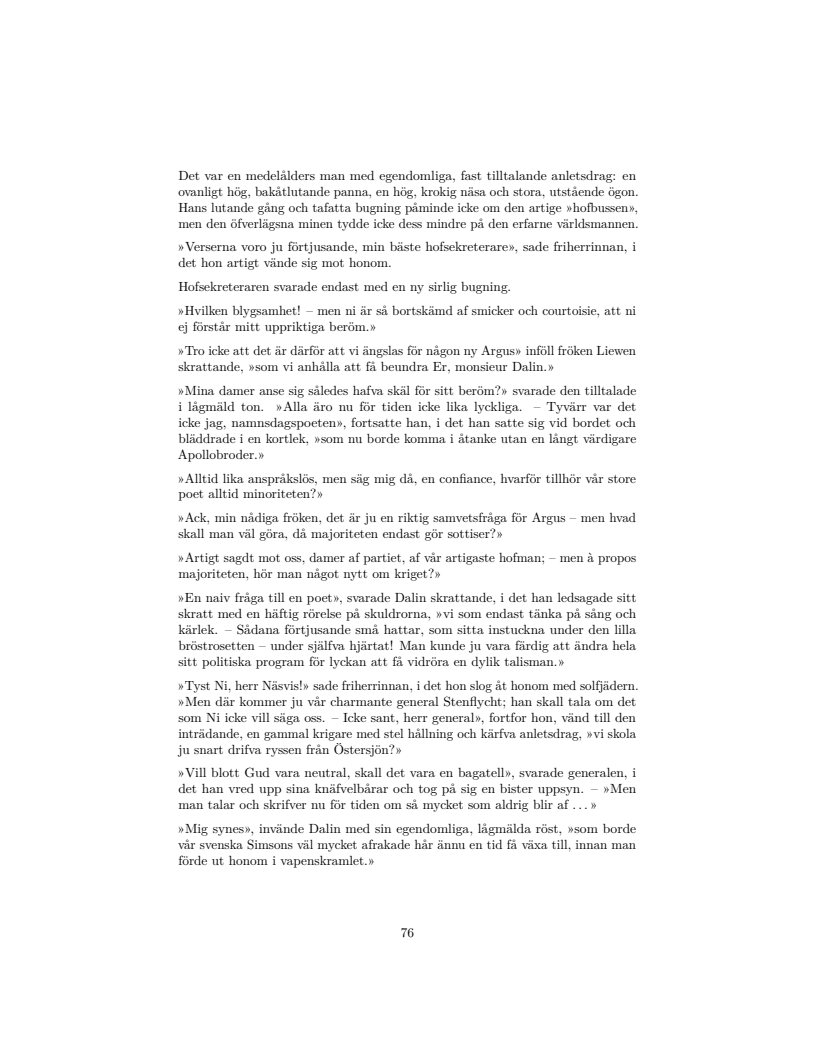 Det var en medelålders man med egendomliga, fast tilltalande anletsdrag: en
ovanligt hög, bakåtlutande panna, en hög, krokig näsa och stora, utstående ögon.
Hans lutande gång och tafatta bugning påminde icke om den artige »hofbussen»,
men den öfverlägsna minen tydde icke dess mindre på den erfarne världsmannen.
»Verserna voro ju förtjusande, min bäste hofsekreterare», sade friherrinnan, i
det hon artigt vände sig mot honom.
Hofsekreteraren svarade endast med en ny sirlig bugning.
»Hvilken blygsamhet! – men ni är så bortskämd af smicker och courtoisie, att ni
ej förstår mitt uppriktiga beröm.»
»Tro icke att det är därför att vi ängslas för någon ny Argus» inföll fröken Liewen
skrattande, »som vi anhålla att få beundra Er, monsieur Dalin.»
»Mina damer anse sig således hafva skäl för sitt beröm?» svarade den tilltalade
i lågmäld ton. »Alla äro nu för tiden icke lika lyckliga. – Tyvärr var det
icke jag, namnsdagspoeten», fortsatte han, i det han satte sig vid bordet och
bläddrade i en kortlek, »som nu borde komma i åtanke utan en långt värdigare
Apollobroder.»
»Alltid lika anspråkslös, men säg mig då, en confiance, hvarför tillhör vår store
poet alltid minoriteten?»
»Ack, min nådiga fröken, det är ju en riktig samvetsfråga för Argus – men hvad
skall man väl göra, då majoriteten endast gör sottiser?»
»Artigt sagdt mot oss, damer af partiet, af vår artigaste hofman; – men à propos
majoriteten, hör man något nytt om kriget?»
»En naiv fråga till en poet», svarade Dalin skrattande, i det han ledsagade sitt
skratt med en häftig rörelse på skuldrorna, »vi som endast tänka på sång och
kärlek. – Sådana förtjusande små hattar, som sitta instuckna under den lilla
bröstrosetten – under själfva hjärtat! Man kunde ju vara färdig att ändra hela
sitt politiska program för lyckan att få vidröra en dylik talisman.»
»Tyst Ni, herr Näsvis!» sade friherrinnan, i det hon slog åt honom med solfjädern.
»Men där kommer ju vår charmante general Stenflycht; han skall tala om det
som Ni icke vill säga oss. – Icke sant, herr general», fortfor hon, vänd till den
inträdande, en gammal krigare med stel hållning och kärfva anletsdrag, »vi skola
ju snart drifva ryssen från Östersjön?»
»Vill blott Gud vara neutral, skall det vara en bagatell», svarade generalen, i
det han vred upp sina knäfvelbårar och tog på sig en bister uppsyn. – »Men
man talar och skrifver nu för tiden om så mycket som aldrig blir af . . . »
»Mig synes», invände Dalin med sin egendomliga, lågmälda röst, »som borde
vår svenska Simsons väl mycket afrakade hår ännu en tid få växa till, innan man
förde ut honom i vapenskramlet.»
76